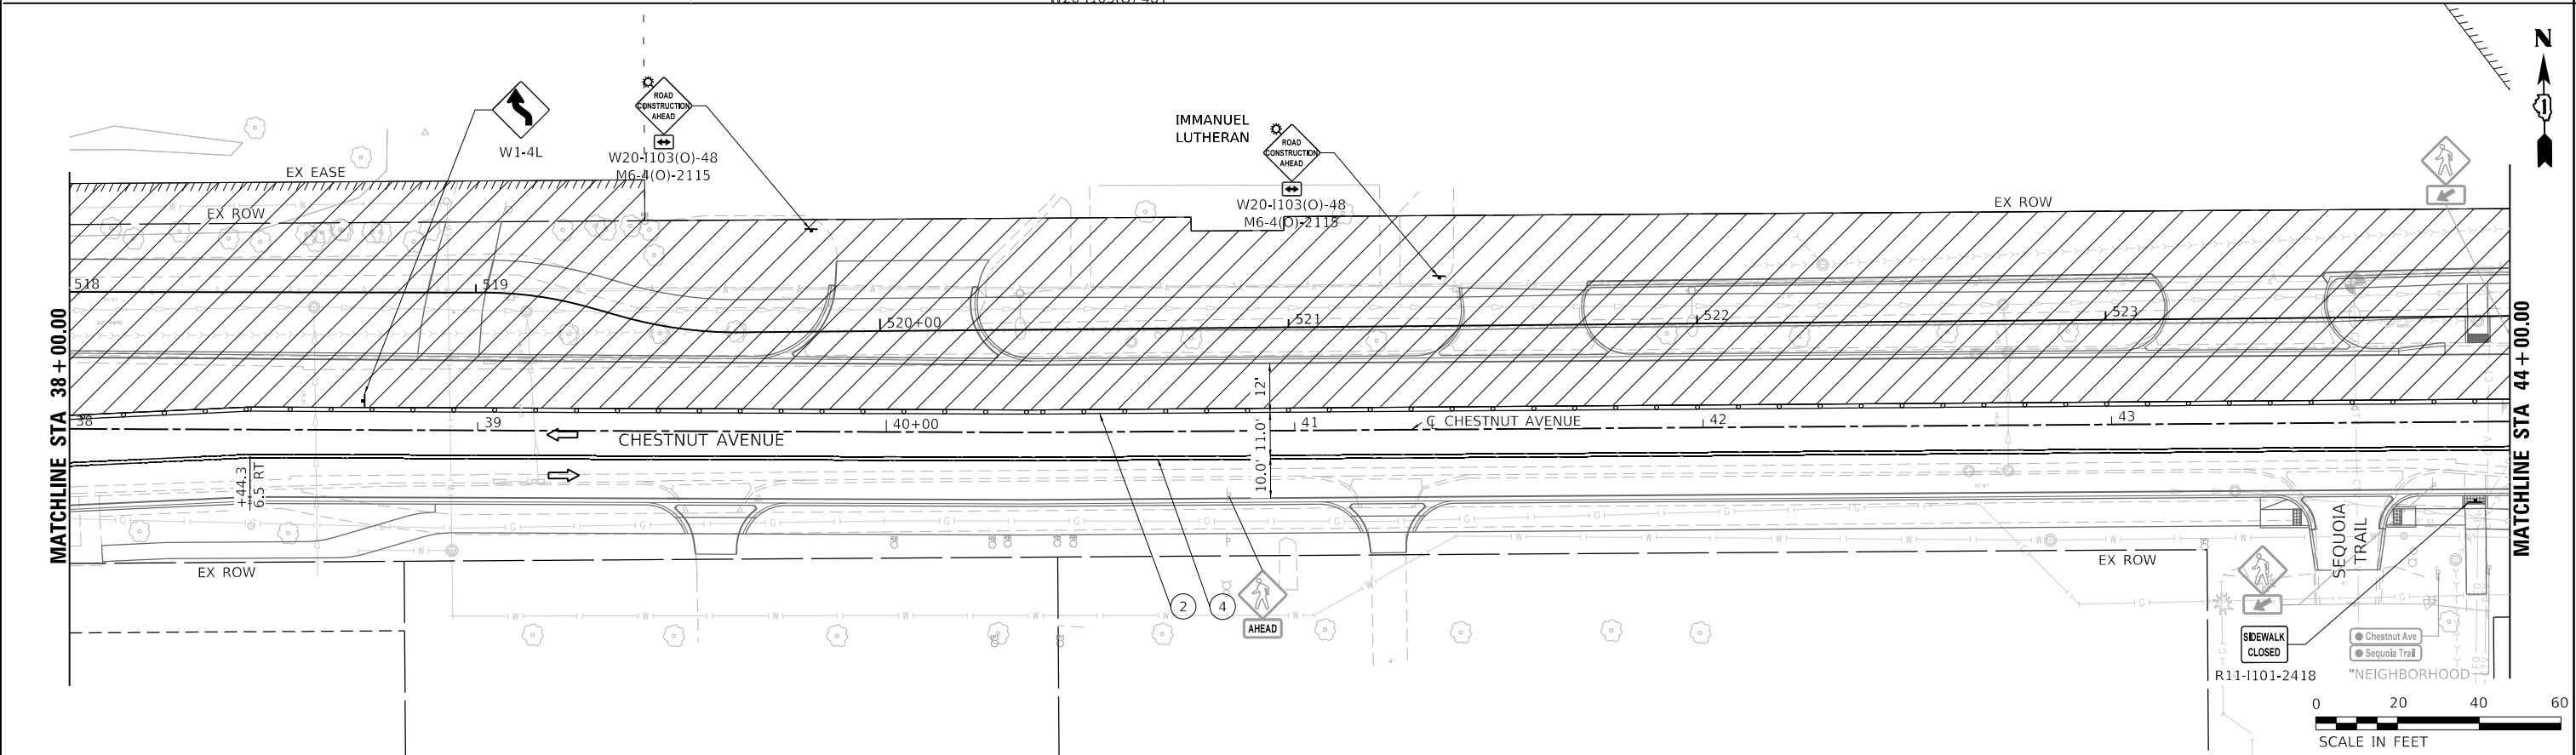 N
1
W1-4L
ROAD
CONSTRUCTION
AHEAD
W20-I103(O)-48
M6-4(O)-2115
IMMANUEL
LUTHERAN
ROAD
CONSTRUCTION
AHEAD
W20-I103(O)-48
M6-4(O)-2115
EX EASE
EX ROW
EX ROW
518
519
520+00
521
522
523
MATCHLINE STA 38+00.00
MATCHLINE STA 44+00.00
12'
11.0'
10.0'
38
39
40+00
41
42
43
CHESTNUT AVENUE
℄ CHESTNUT AVENUE
+44.3
6.5 RT
EX ROW
EX ROW
SEQUOIA
TRAIL
2
4
AHEAD
SIDEWALK
CLOSED
R11-I101-2418
Chestnut Ave
Sequoia Trail
"NEIGHBORHOOD
0 20 40 60
SCALE IN FEET